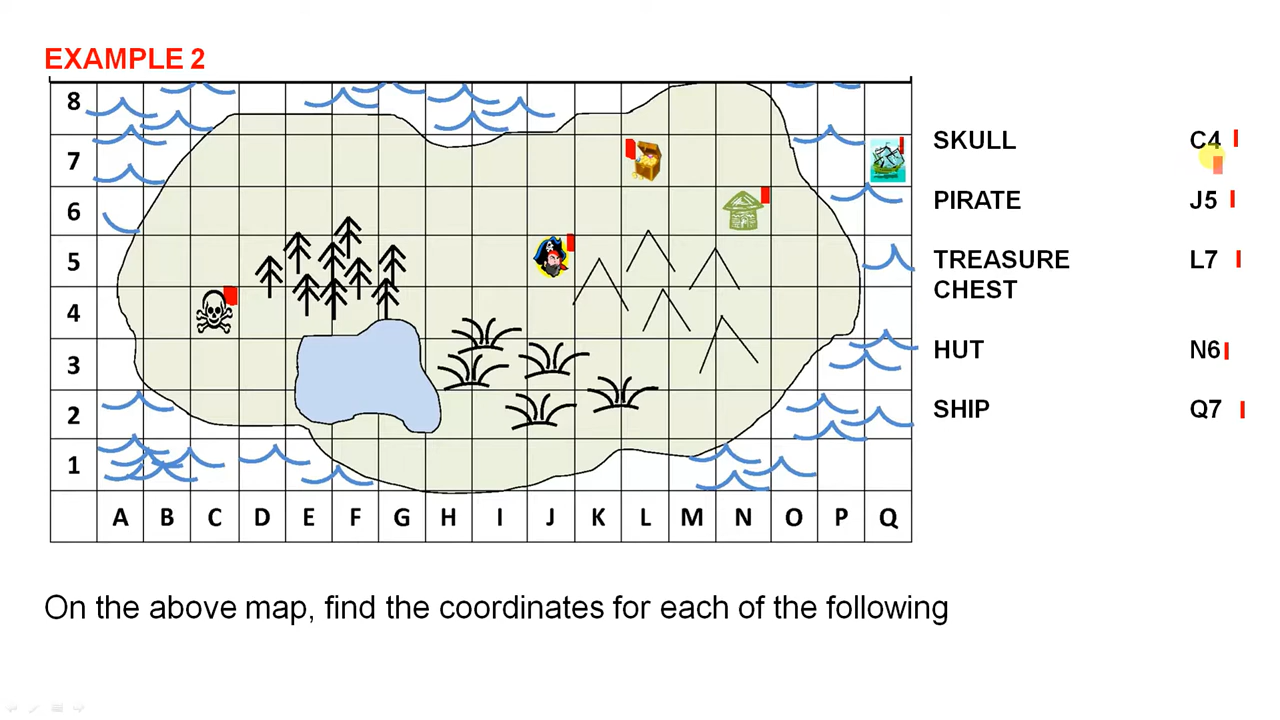 EXAMPLE 2
8
7
6
5
4
3
2
1
A B C D E F G H I J K L M N O P Q
SKULL C4
PIRATE J5
TREASURE L7
CHEST
HUT N6
SHIP Q7
On the above map, find the coordinates for each of the following